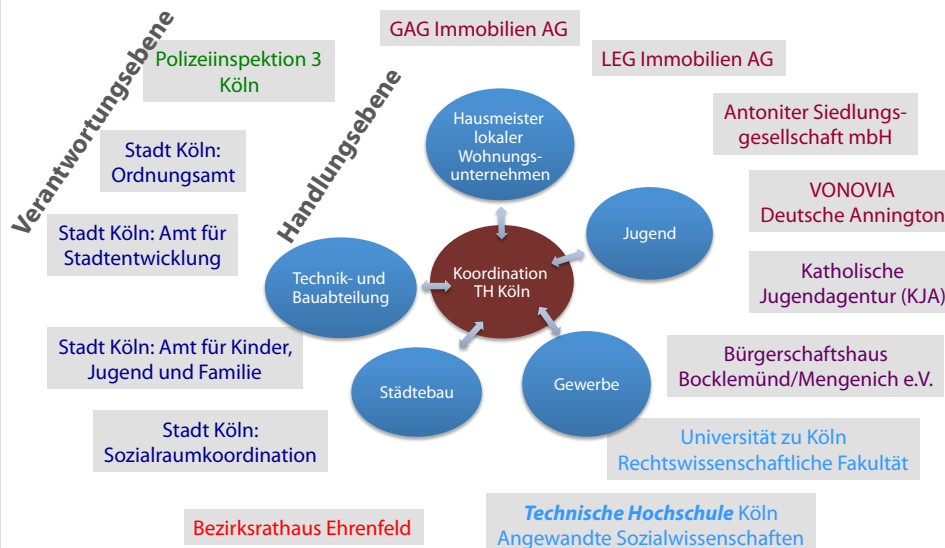 Verantwortungsebene
Handlungsebene
GAG Immobilien AG
LEG Immobilien AG
Polizeiinspektion 3
Köln
Antoniter Siedlungs-
gesellschaft mbH
Stadt Köln:
Ordnungsamt
VONOVIA
Deutsche Annington
Stadt Köln: Amt für
Stadtentwicklung
Katholische
Jugendagentur (KJA)
Stadt Köln: Amt für Kinder,
Jugend und Familie
Bürgerschaftshaus
Bocklemünd/Mengenich e.V.
Stadt Köln:
Sozialraumkoordination
Universität zu Köln
Rechtswissenschaftliche Fakultät
Bezirksrathaus Ehrenfeld
Technische Hochschule Köln
Angewandte Sozialwissenschaften
Hausmeister
lokaler
Wohnungs-
unternehmen
Jugend
Technik- und
Bauabteilung
Koordination
TH Köln
Städtebau
Gewerbe